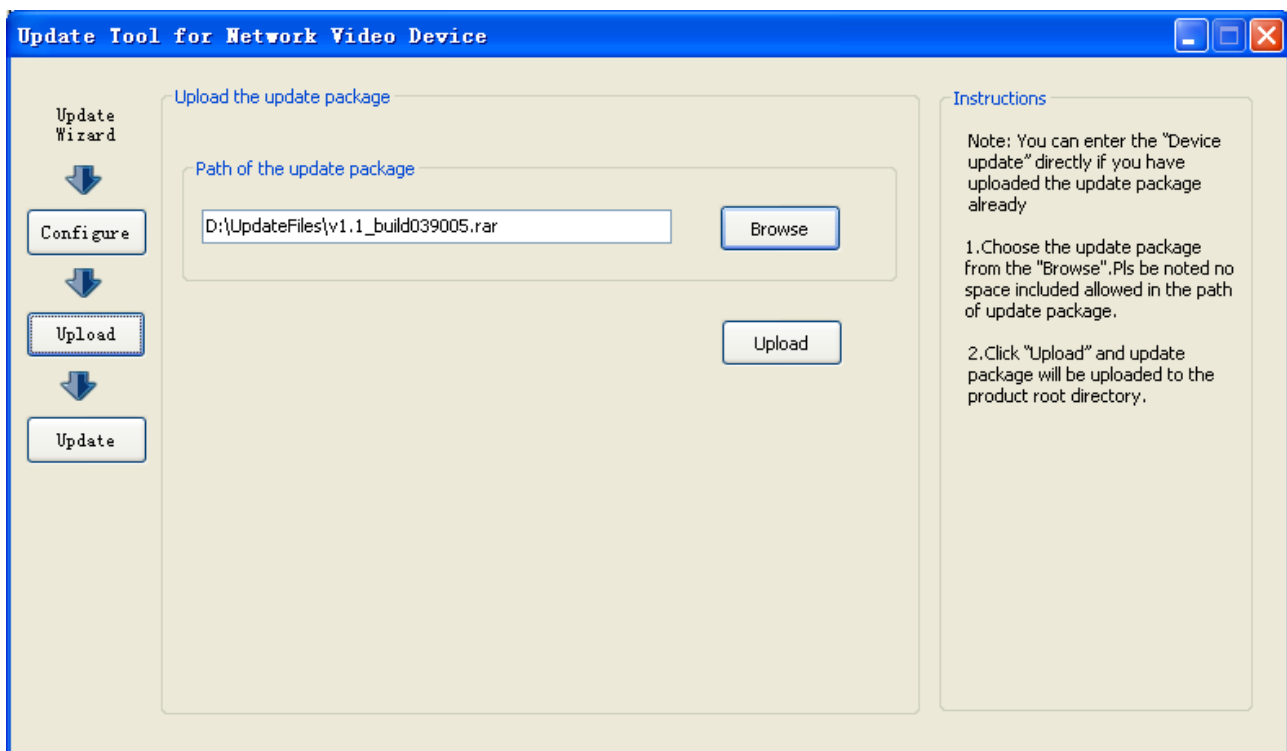 Update Tool for Network Video Device
Update
Wizard
Configure
Upload
Update
Upload the update package
Path of the update package
D:\UpdateFiles\v1.1_build039005.rar
Browse
Upload
Instructions
Note: You can enter the "Device
update" directly if you have
uploaded the update package
already
1.Choose the update package
from the "Browse".Pls be noted no
space included allowed in the path
of update package.
2.Click "Upload" and update
package will be uploaded to the
product root directory.